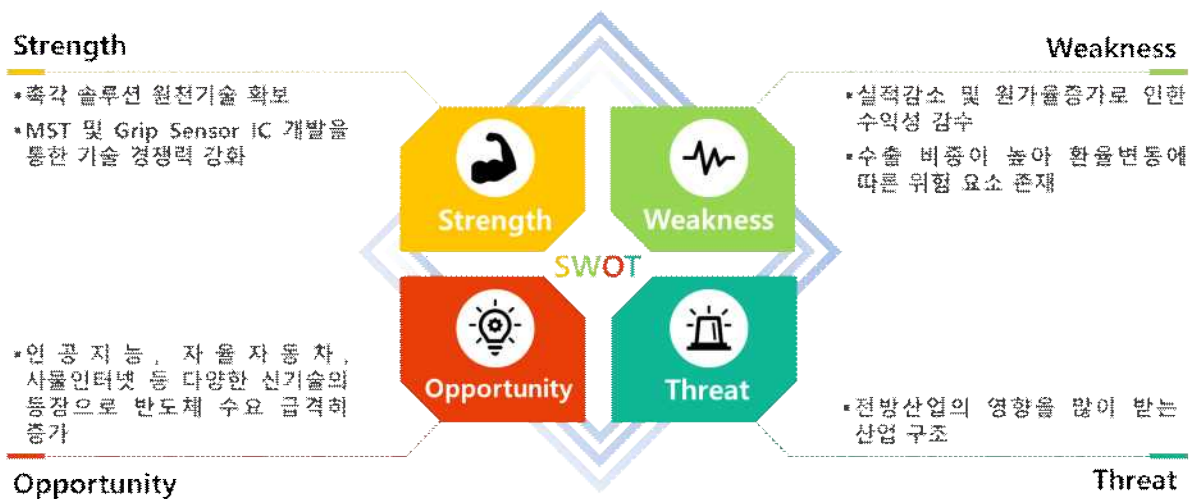 Strength
▪촉각 솔루션 원천기술 확보
▪MST 및 Grip Sensor IC 개발을
통한 기술 경쟁력 강화
Weakness
▪실적감소 및 원가율증가로 인한
수익성 감수
▪수출 비중이 높아 환율변동에
따른 위험 요소 존재
Strength
Weakness
SWOT
Opportunity
Threat
▪인공지능, 자율자동차,
사물인터넷 등 다양한 신기술의
등장으로 반도체 수요 급격히
증가
Opportunity
▪전방산업의 영향을 많이 받는
산업 구조
Threat